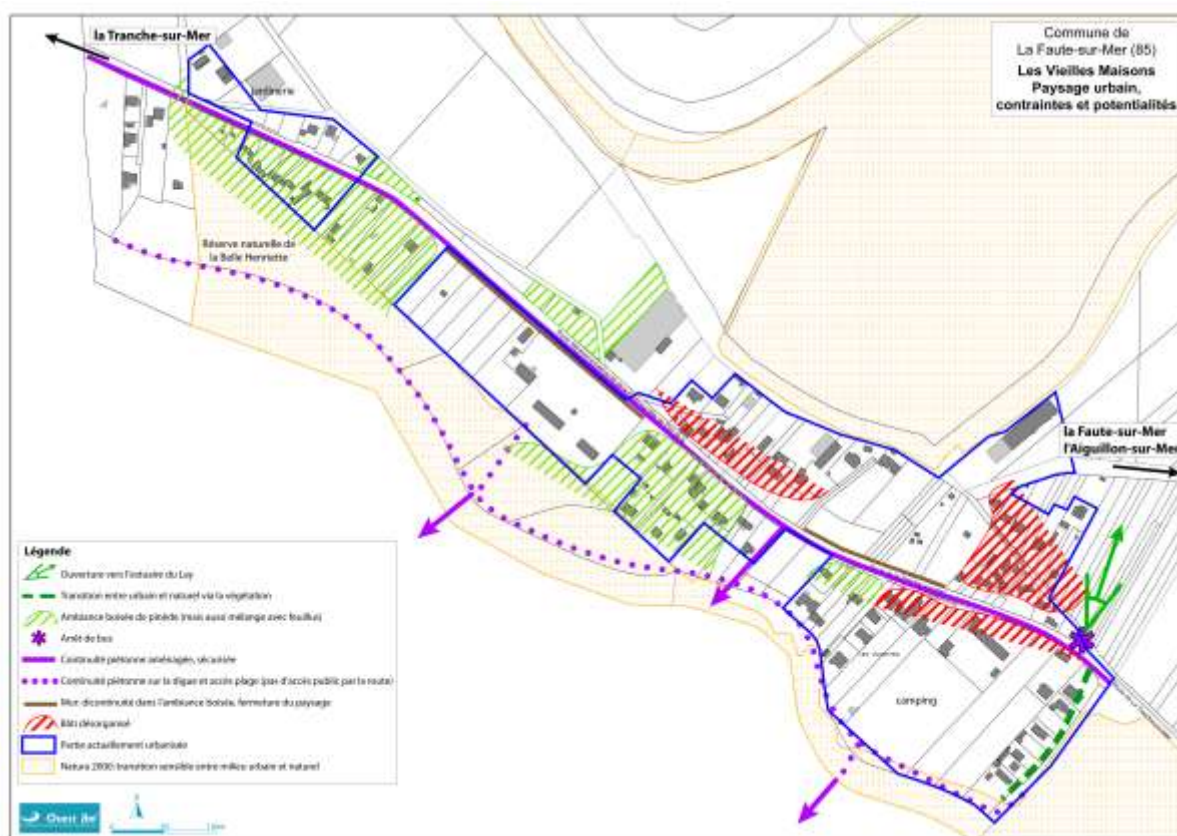 la Tranche-sur-Mer
Commune de
La Faute-sur-Mer (85)
Les Vieilles Maisons
Paysage urbain,
contraintes et potentialités
jardinerie
Réserve naturelle de
la Belle Henriette
la Faute-sur-Mer
l'Aiguillon-sur-Mer
camping
Légende
Ouverture vers l'estuaire du Lay
Transition entre urbain et naturel via la végétation
Ambiance boisée de pinède (mais aussi mélange avec feuillus)
Arrêt de bus
Continuité piétonne aménagée, sécurisée
Continuité piétonne sur la digue et accès plage (pas d'accès public par la route)
Mur: discontinuité dans l'ambiance boisée, fermeture du paysage
Bâti désorganisé
Partie actuellement urbanisée
Natura 2000: transition sensible entre milieu urbain et naturel